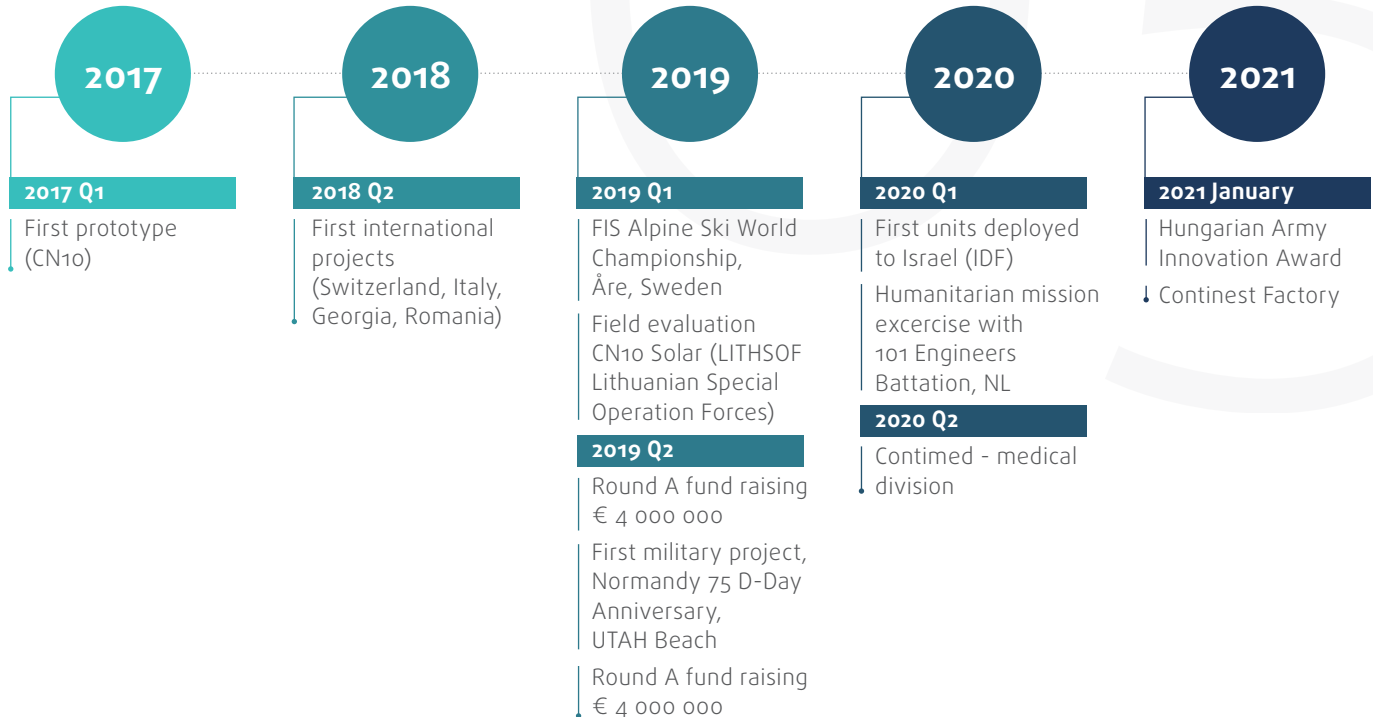 2017
2018
2019
2020
2021
2017 Q1
First prototype
(CN10)
2018 Q2
First international
projects
(Switzerland, Italy,
Georgia, Romania)
2019 Q1
FIS Alpine Ski World
Championship,
Åre, Sweden
Field evaluation
CN10 Solar (LITHSOF
Lithuanian Special
Operation Forces)
2019 Q2
Round A fund raising
€ 4 000 000
First military project,
Normandy 75 D-Day
Anniversary,
UTAH Beach
Round A fund raising
€ 4 000 000
2020 Q1
First units deployed
to Israel (IDF)
Humanitarian mission
excercise with
101 Engineers
Battation, NL
2020 Q2
Contimed - medical
division
2021 January
Hungarian Army
Innovation Award
Continest Factory